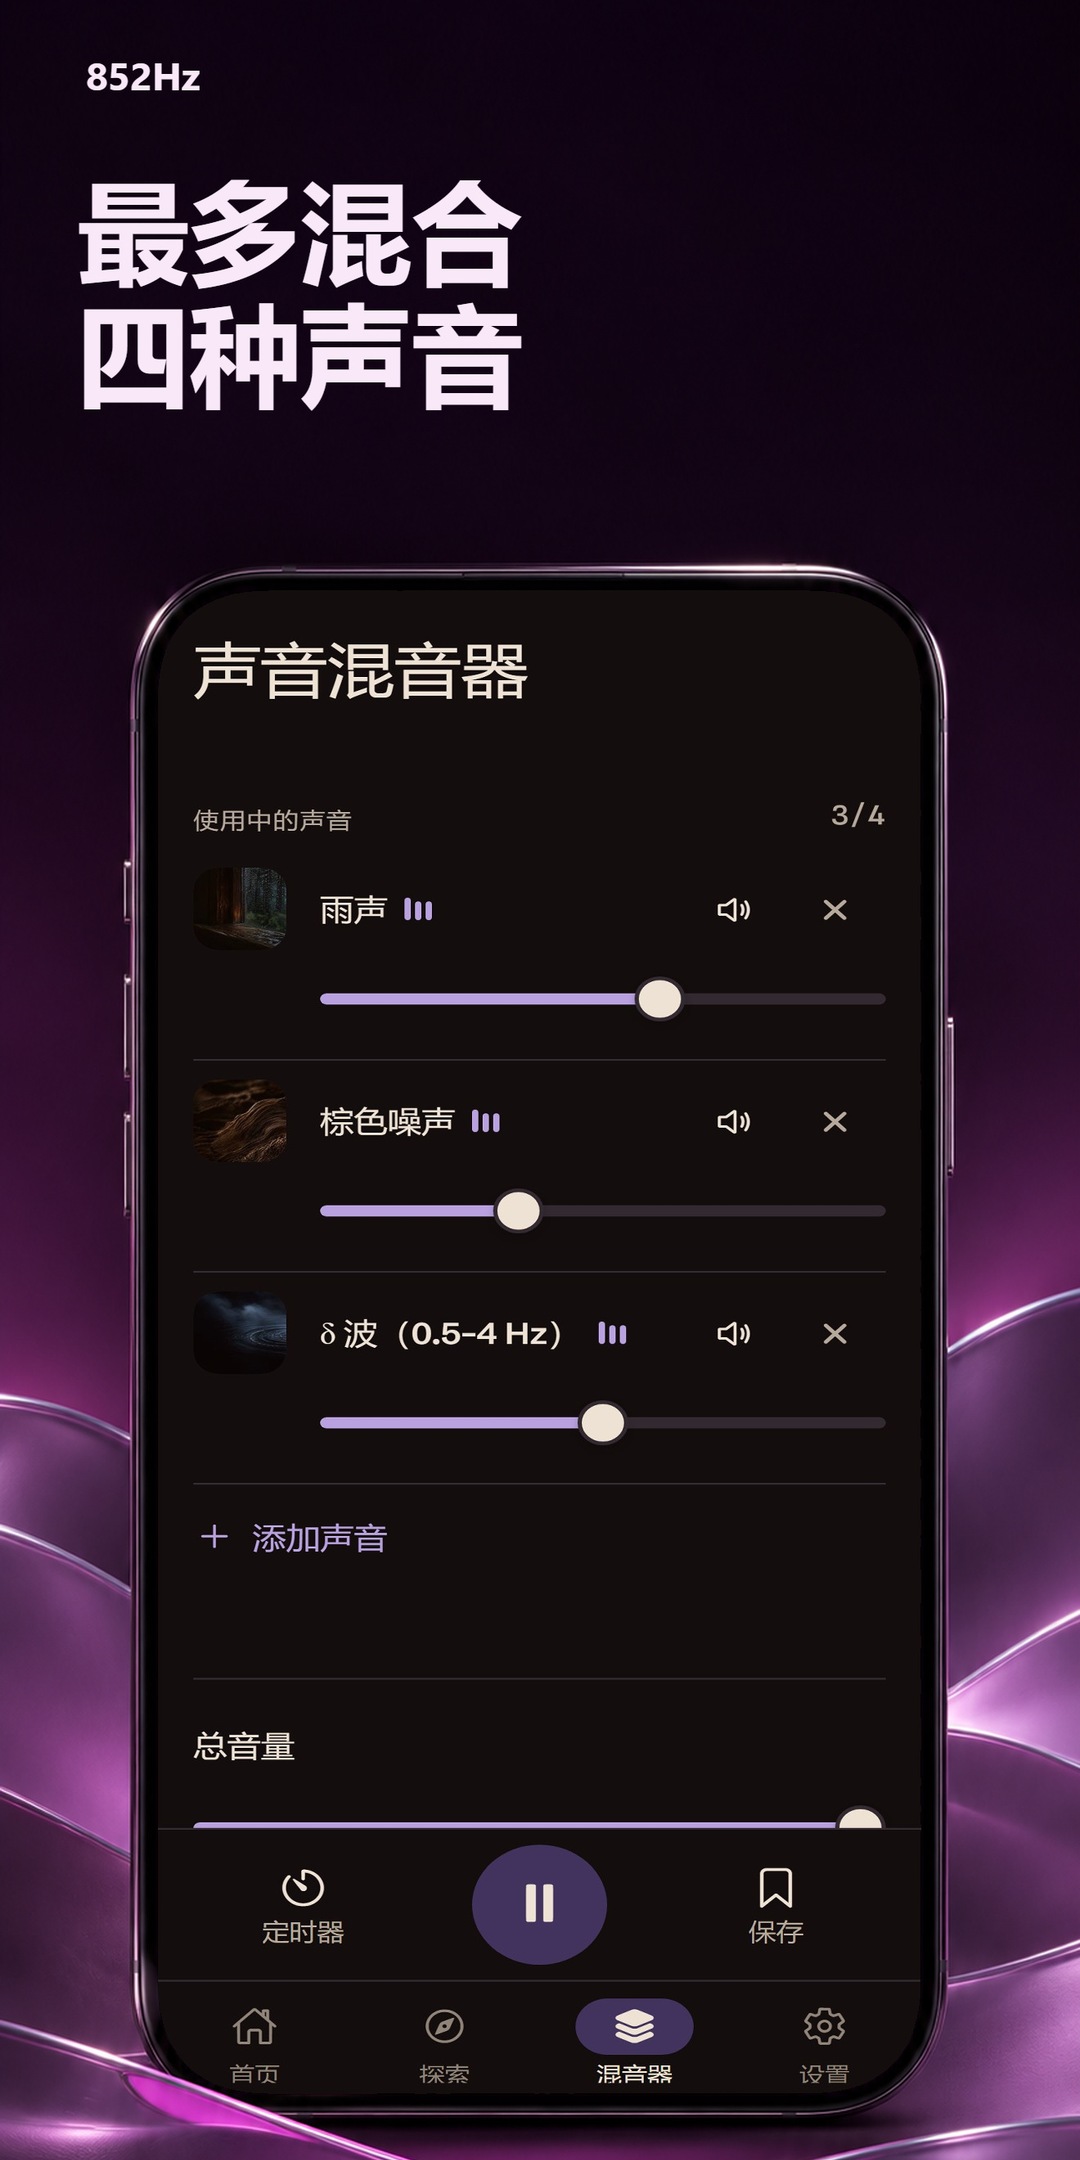 852Hz
最多混合
四种声音
声音混音器
使用中的声音
3/4
雨声
棕色噪声
δ 波（0.5–4 Hz）
添加声音
总音量
定时器
保存
首页
探索
混音器
设置